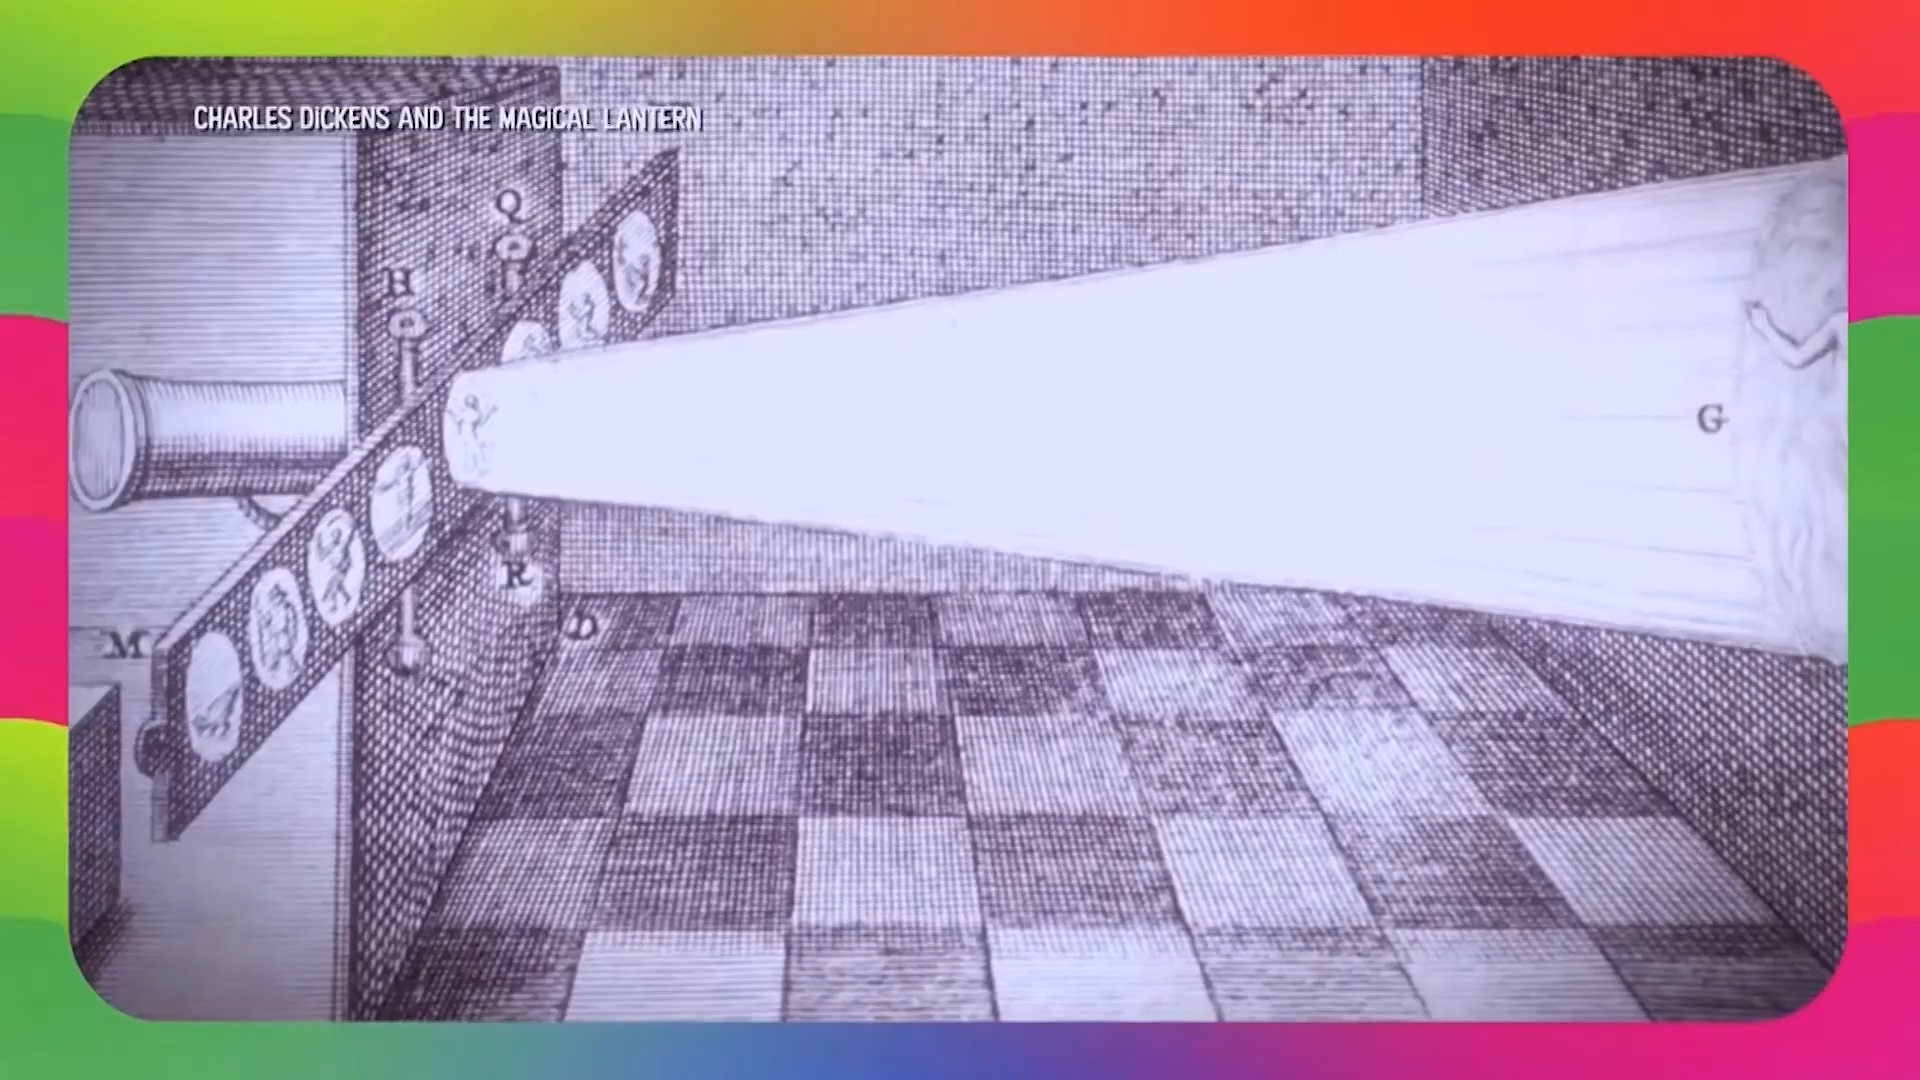 CHARLES DICKENS AND THE MAGICAL LANTERN
Q
H
G
R
D
M